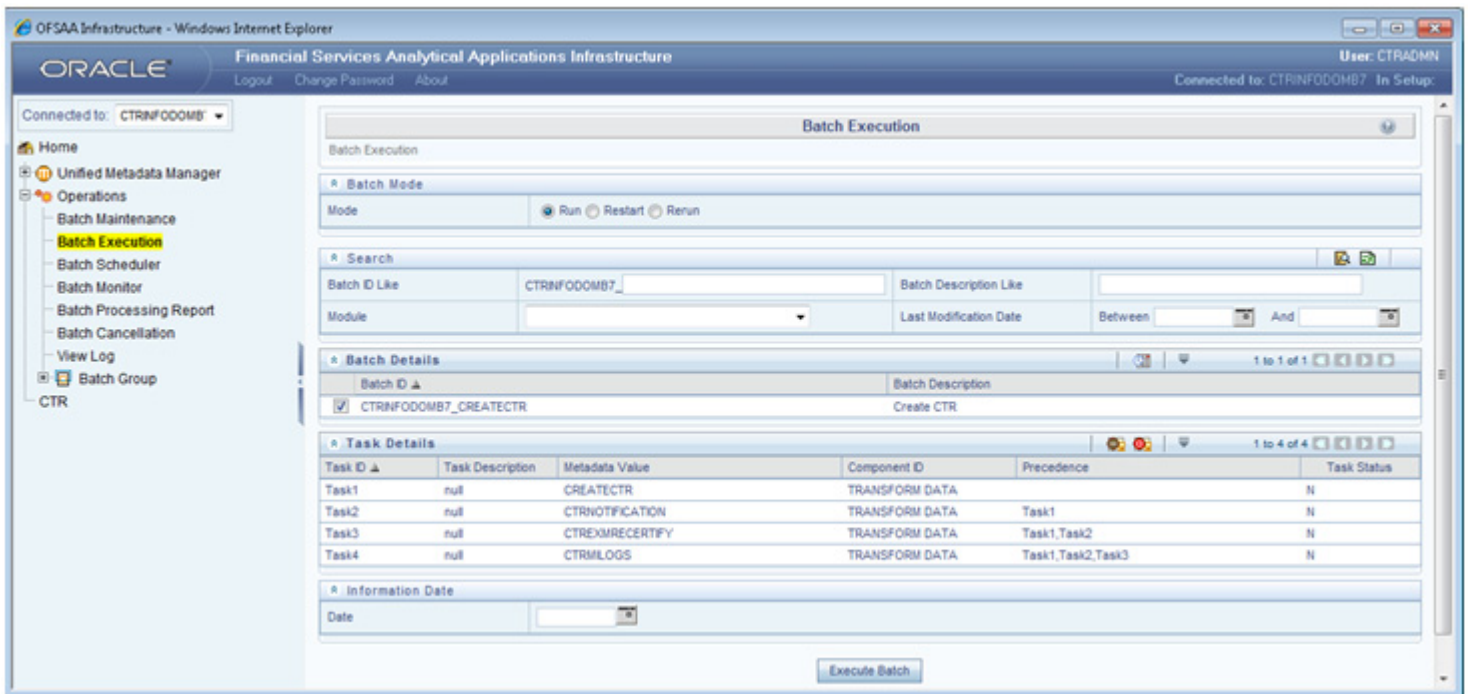 OFSAA Infrastructure - Windows Internet Explorer
ORACLE
Financial Services Analytical Applications Infrastructure
User: CTRADMN
Logout Change Password About
Connected to: CTRINFODOMB7 In Setup:
Connected to: CTRINFODOMB
Home
Unified Metadata Manager
Operations
Batch Maintenance
Batch Execution
Batch Scheduler
Batch Monitor
Batch Processing Report
Batch Cancellation
View Log
Batch Group
CTR
Batch Execution
Batch Execution
Batch Mode
Mode Run Restart Rerun
Search
Batch ID Like CTRINFODOMB7_ Batch Description Like
Module Last Modification Date Between And
Batch Details 1 to 1 of 1
Batch ID Batch Description
CTRINFODOMB7_CREATECTR Create CTR
Task Details 1 to 4 of 4
Task ID Task Description Metadata Value Component ID Precedence Task Status
Task1 null CREATECTR TRANSFORM DATA N
Task2 null CTRNOTIFICATION TRANSFORM DATA Task1 N
Task3 null CTREXMRECERTIFY TRANSFORM DATA Task1,Task2 N
Task4 null CTRMILOGS TRANSFORM DATA Task1,Task2,Task3 N
Information Date
Date
Execute Batch